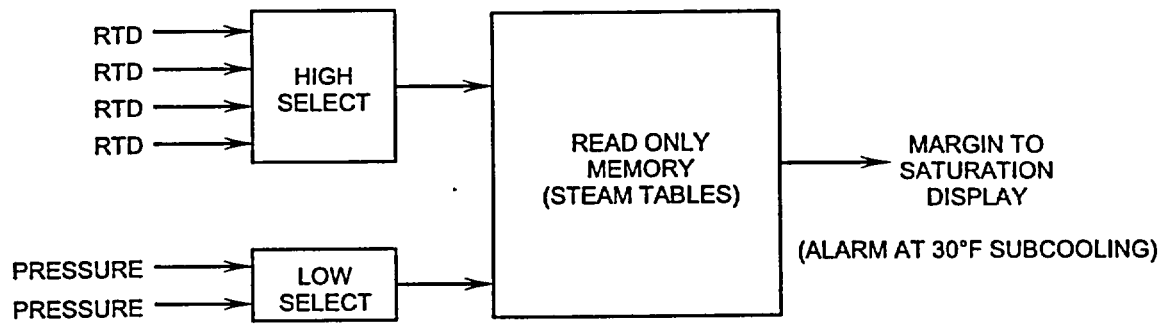 RTD
RTD
RTD
RTD
HIGH
SELECT
PRESSURE
PRESSURE
LOW
SELECT
READ ONLY
MEMORY
(STEAM TABLES)
MARGIN TO
SATURATION
DISPLAY
(ALARM AT 30°F SUBCOOLING)